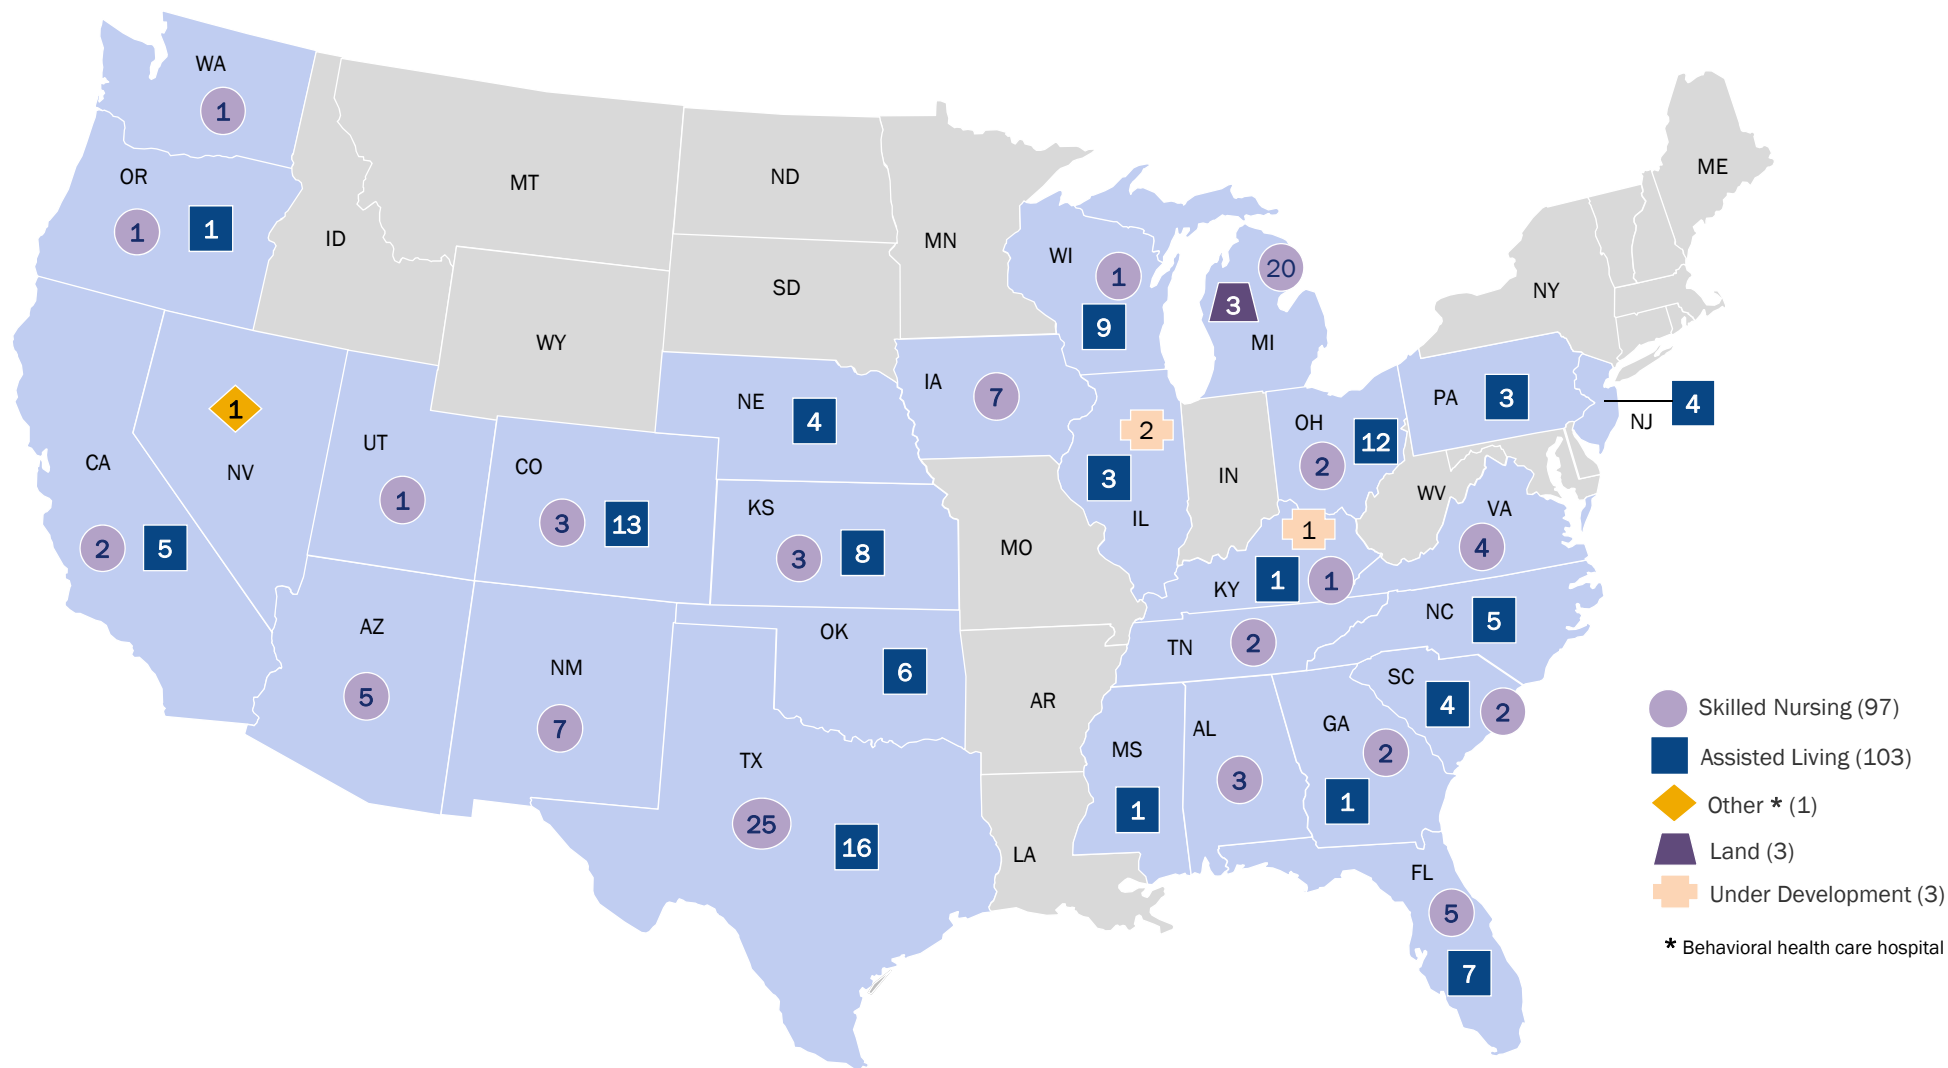 WA
1
OR
1
1
ID
MT
ND
MN
SD
WY
WI
1
9
20
3
MI
ME
NY
NE
4
IA
7
2
3
IL
IN
OH
12
2
PA
3
4
NJ
1
NV
UT
1
CA
2
5
CO
3
13
KS
3
8
MO
WV
VA
4
1
KY
1
1
AZ
5
NM
7
OK
6
AR
TN
2
NC
5
SC
4
2
TX
25
16
LA
MS
1
AL
3
GA
2
1
FL
5
7
Skilled Nursing (97)
Assisted Living (103)
Other * (1)
Land (3)
Under Development (3)
* Behavioral health care hospital